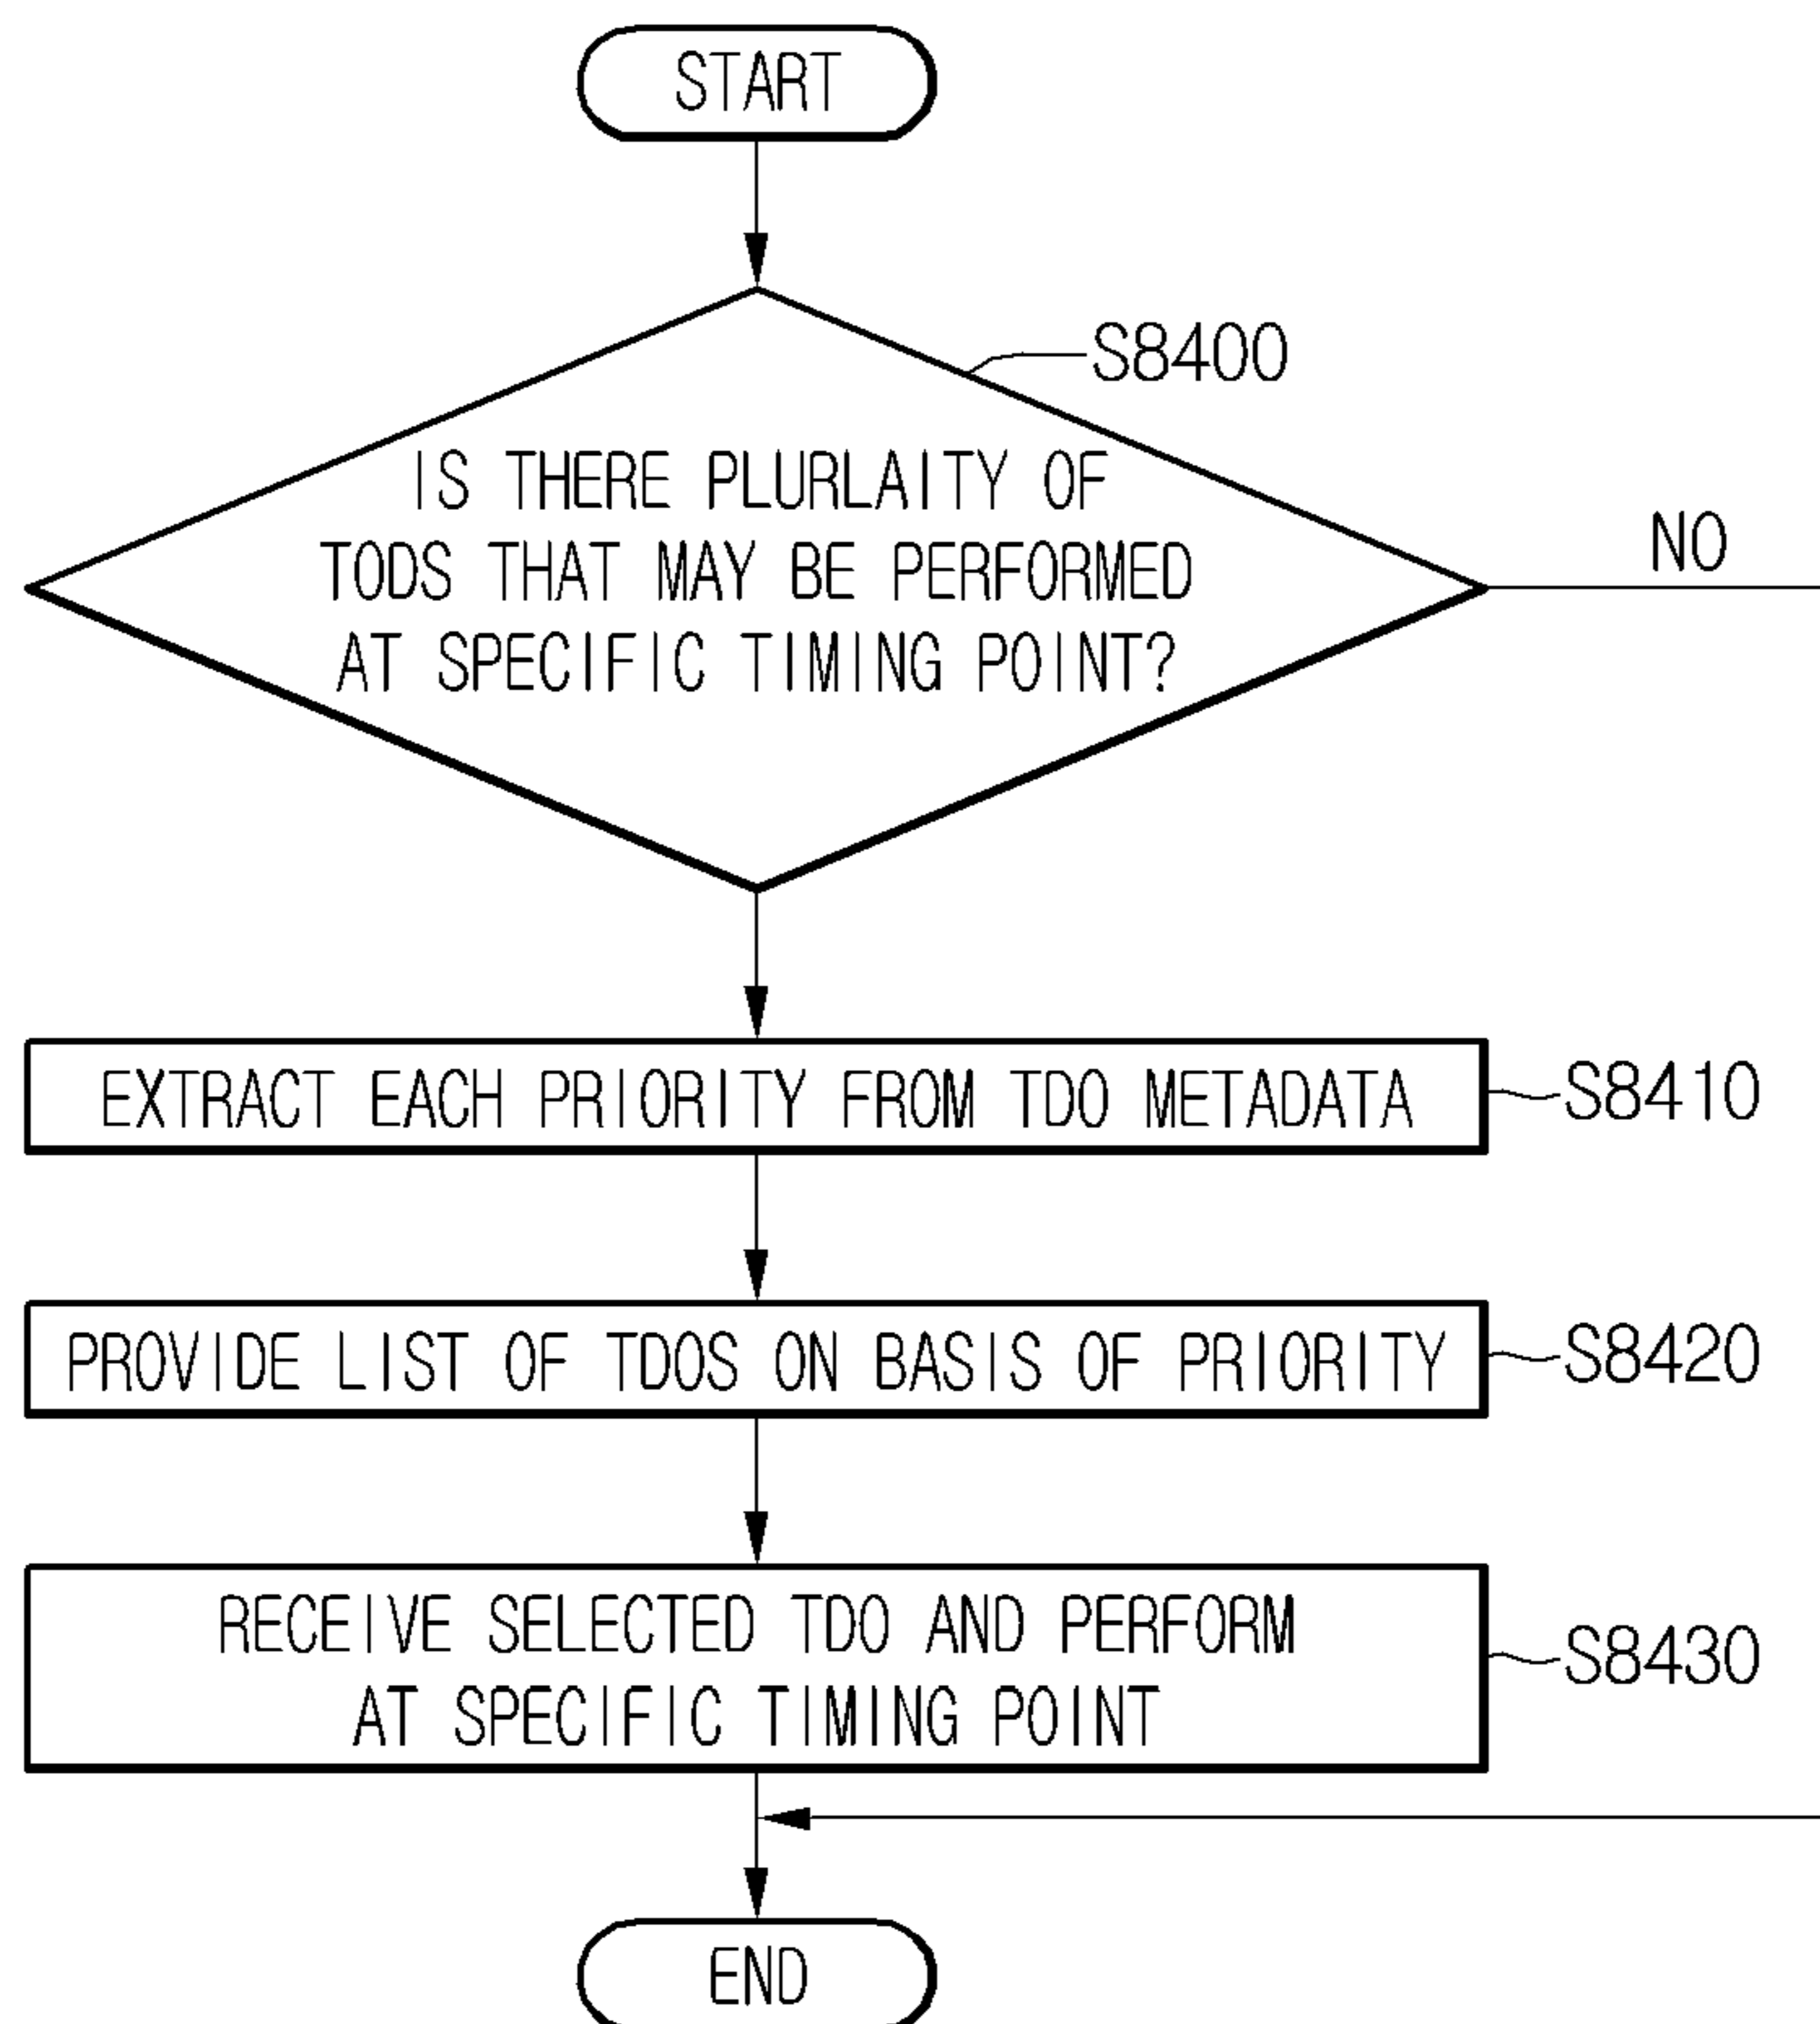 START
S8400
IS THERE PLURLAITY OF
TODS THAT MAY BE PERFORMED
AT SPECIFIC TIMING POINT?
NO
EXTRACT EACH PRIORITY FROM TDO METADATA
S8410
PROVIDE LIST OF TDOS ON BASIS OF PRIORITY
S8420
RECEIVE SELECTED TDO AND PERFORM
AT SPECIFIC TIMING POINT
S8430
END